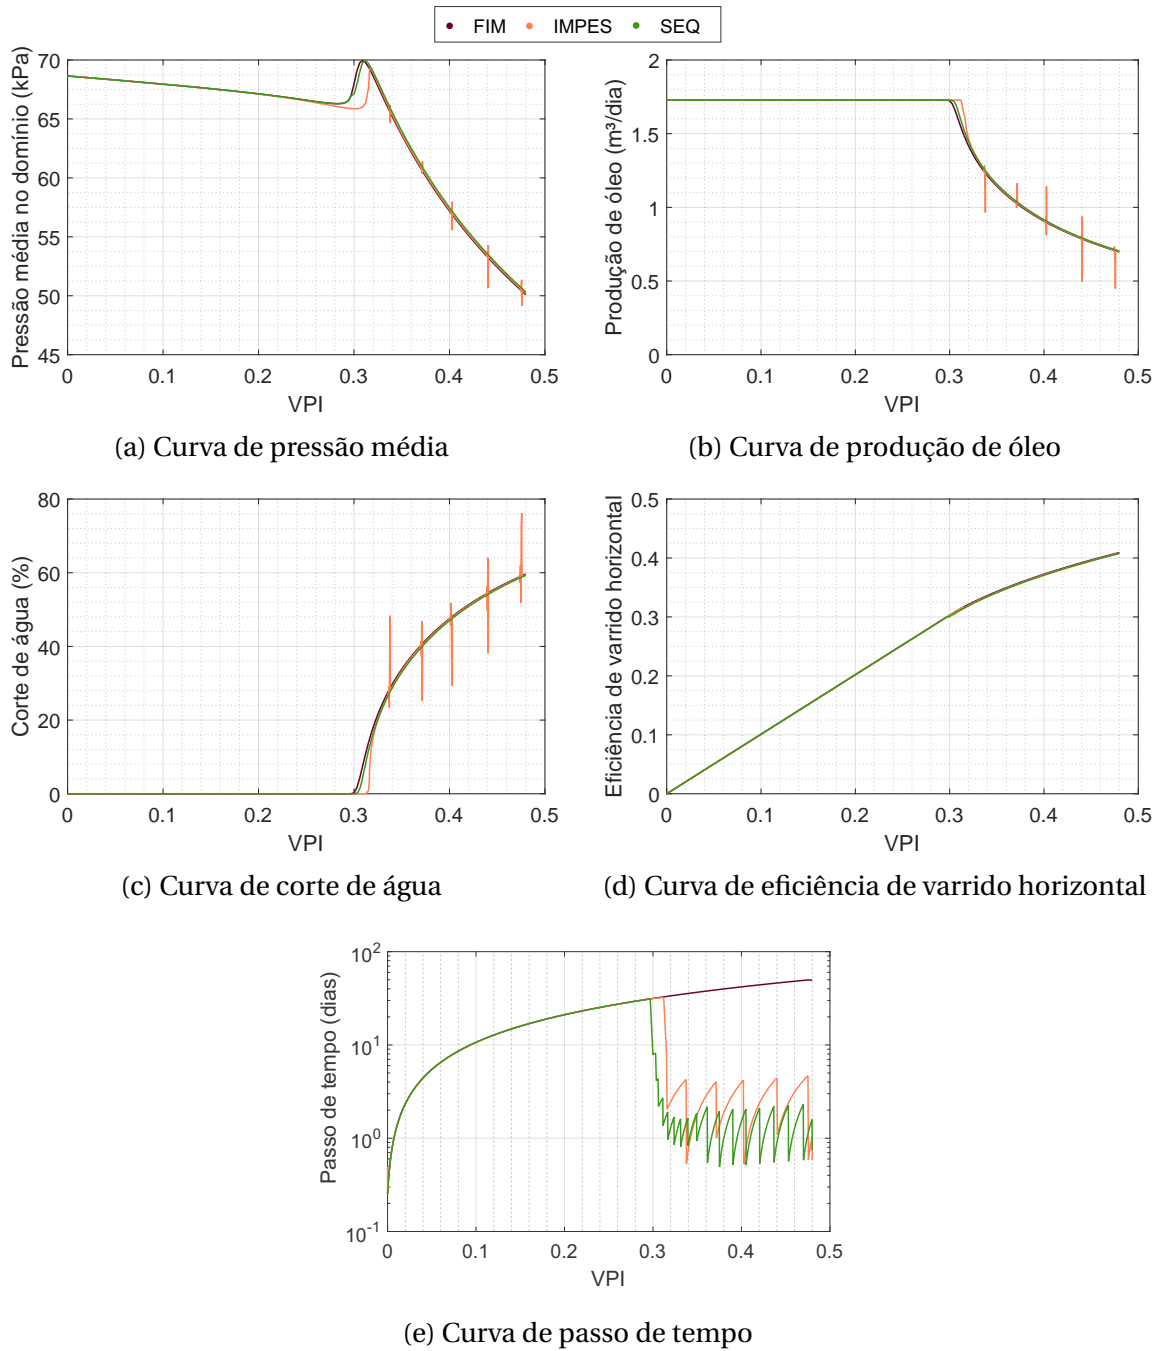 FIM IMPES SEQ
Pressão média no domínio (kPa)
70
65
60
55
50
45
0 0.1 0.2 0.3 0.4 0.5
VPI
(a) Curva de pressão média
Produção de óleo (m³/dia)
2
1.5
1
0.5
0
0 0.1 0.2 0.3 0.4 0.5
VPI
(b) Curva de produção de óleo
Corte de água (%)
80
60
40
20
0
0 0.1 0.2 0.3 0.4 0.5
VPI
(c) Curva de corte de água
Eficiência de varrido horizontal
0.5
0.4
0.3
0.2
0.1
0
0 0.1 0.2 0.3 0.4 0.5
VPI
(d) Curva de eficiência de varrido horizontal
Passo de tempo (dias)
10²
10¹
10⁰
10⁻¹
0 0.1 0.2 0.3 0.4 0.5
VPI
(e) Curva de passo de tempo